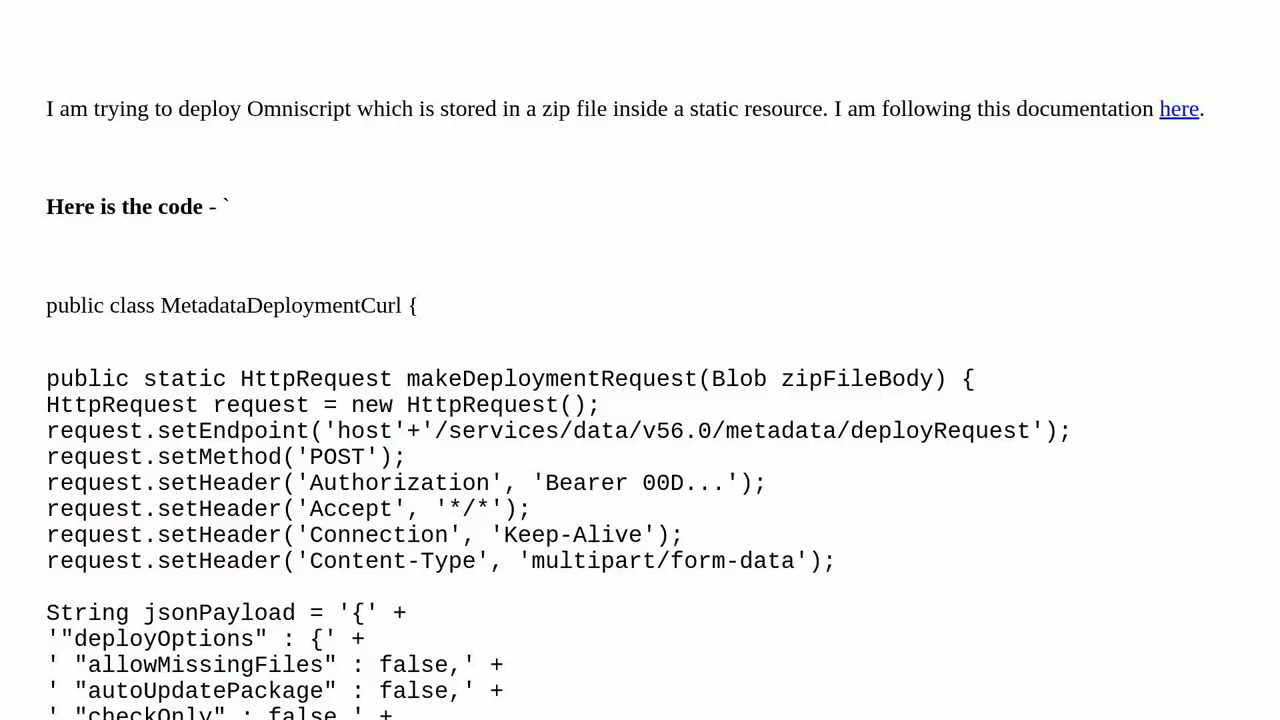 I am trying to deploy Omniscript which is stored in a zip file inside a static resource. I am following this documentation here.
Here is the code - `
public class MetadataDeploymentCurl {
public static HttpRequest makeDeploymentRequest(Blob zipFileBody) {
HttpRequest request = new HttpRequest();
request.setEndpoint('host'+'/services/data/v56.0/metadata/deployRequest');
request.setMethod('POST');
request.setHeader('Authorization', 'Bearer 00D...');
request.setHeader('Accept', '*/*');
request.setHeader('Connection', 'Keep-Alive');
request.setHeader('Content-Type', 'multipart/form-data');
String jsonPayload = '{' +
'"deployOptions" : {' +
' "allowMissingFiles" : false,' +
' "autoUpdatePackage" : false,' +
' "checkOnly" : false,' +